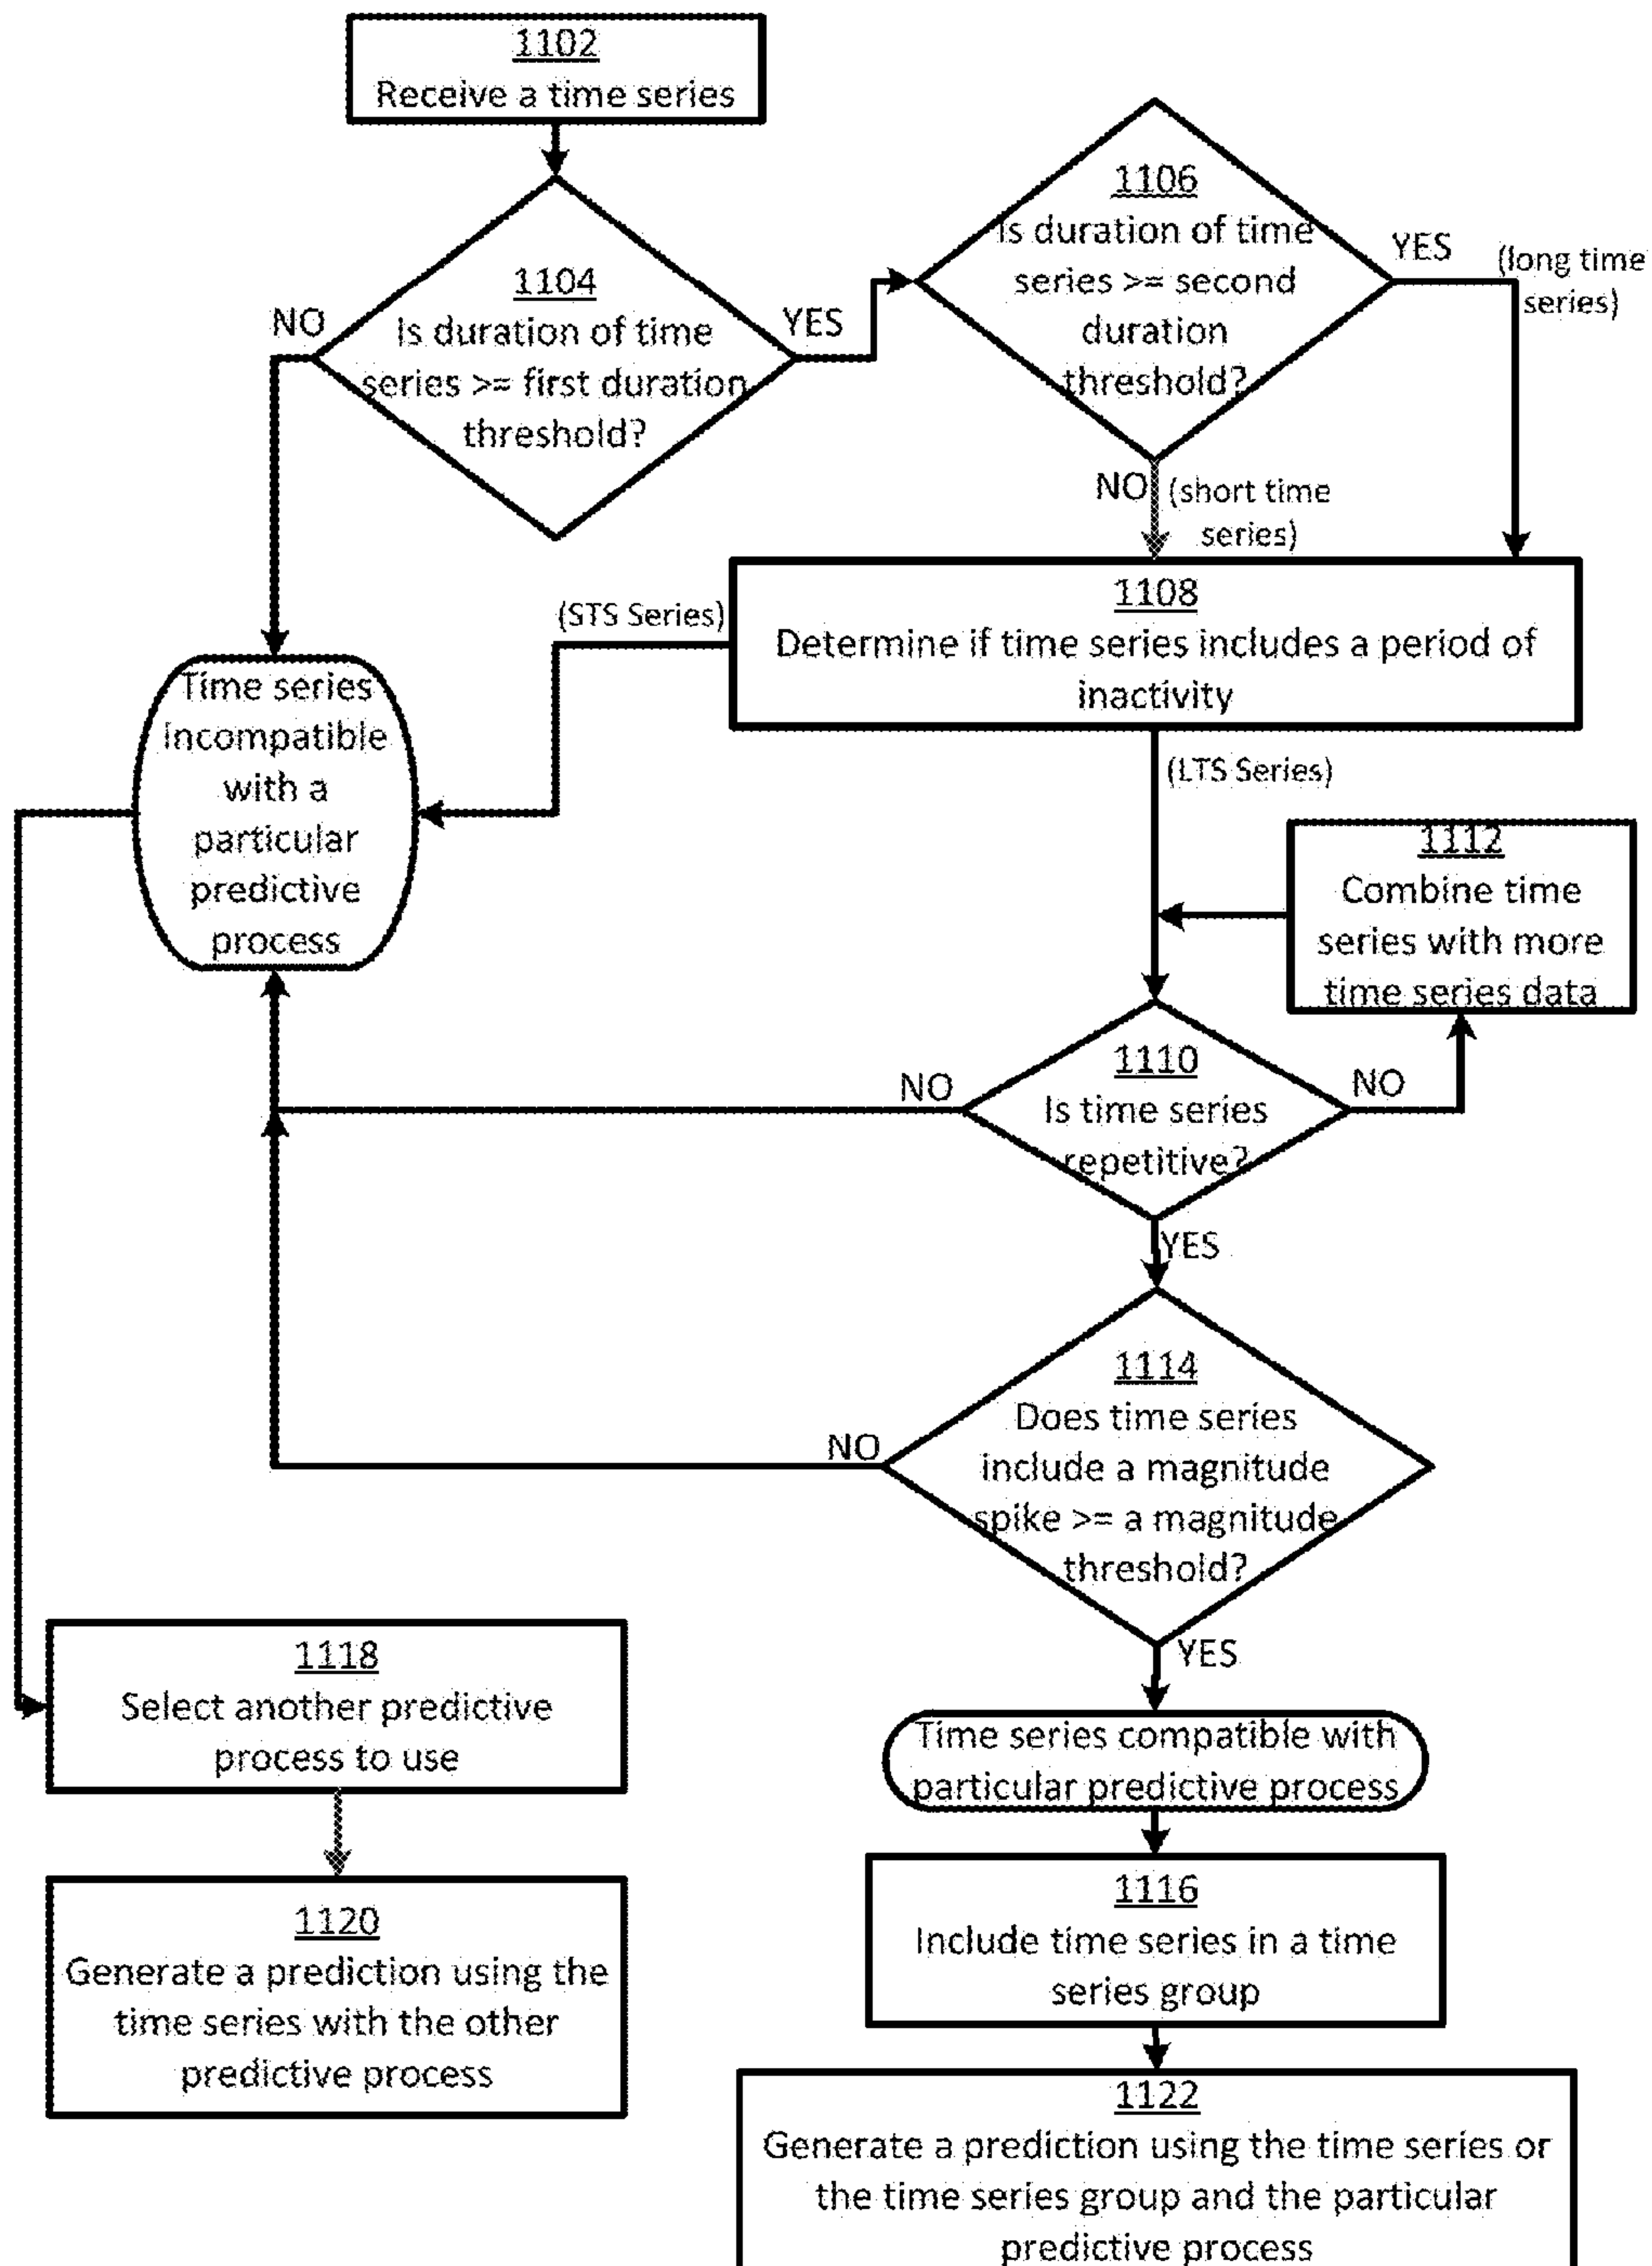 1102
Receive a time series
1104
Is duration of time
series >= first duration
threshold?
NO
YES
1106
Is duration of time
series >= second
duration
threshold?
YES
(long time
series)
NO
(short time
series)
1108
Determine if time series includes a period of
inactivity
(STS Series)
(LTS Series)
Time series
incompatible
with a
particular
predictive
process
1112
Combine time
series with more
time series data
1110
Is time series
repetitive?
NO
NO
YES
1114
Does time series
include a magnitude
spike >= a magnitude
threshold?
NO
YES
1118
Select another predictive
process to use
1120
Generate a prediction using the
time series with the other
predictive process
Time series compatible with
particular predictive process
1116
Include time series in a time
series group
1122
Generate a prediction using the time series or
the time series group and the particular
predictive process